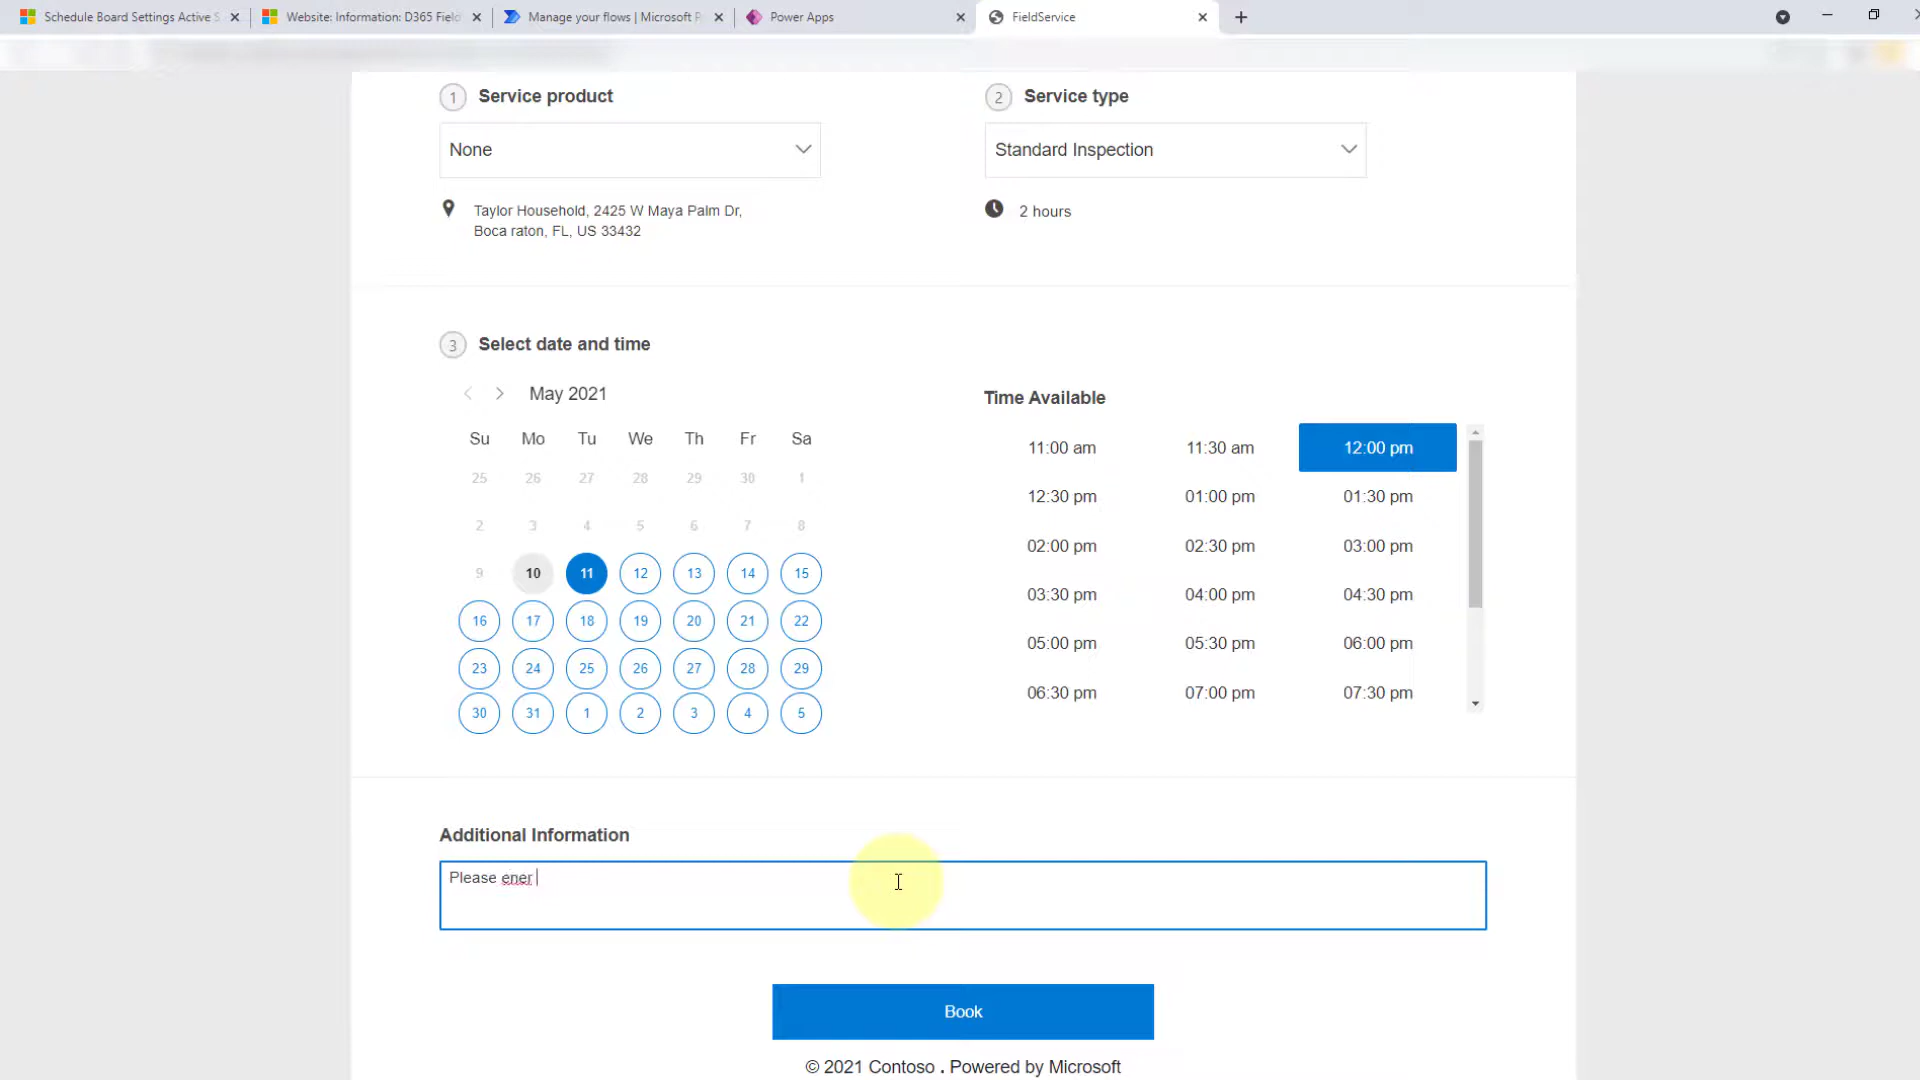 Schedule Board Settings Active S
Website: Information: D365 Field
Manage your flows | Microsoft P
Power Apps
FieldService
1 Service product
2 Service type
None
Standard Inspection
Taylor Household, 2425 W Maya Palm Dr,
Boca raton, FL, US 33432
2 hours
3 Select date and time
May 2021
Time Available
Su Mo Tu We Th Fr Sa
25 26 27 28 29 30 1
2 3 4 5 6 7 8
9 10 11 12 13 14 15
16 17 18 19 20 21 22
23 24 25 26 27 28 29
30 31 1 2 3 4 5
11:00 am 11:30 am 12:00 pm
12:30 pm 01:00 pm 01:30 pm
02:00 pm 02:30 pm 03:00 pm
03:30 pm 04:00 pm 04:30 pm
05:00 pm 05:30 pm 06:00 pm
06:30 pm 07:00 pm 07:30 pm
Additional Information
Please ener
Book
© 2021 Contoso . Powered by Microsoft